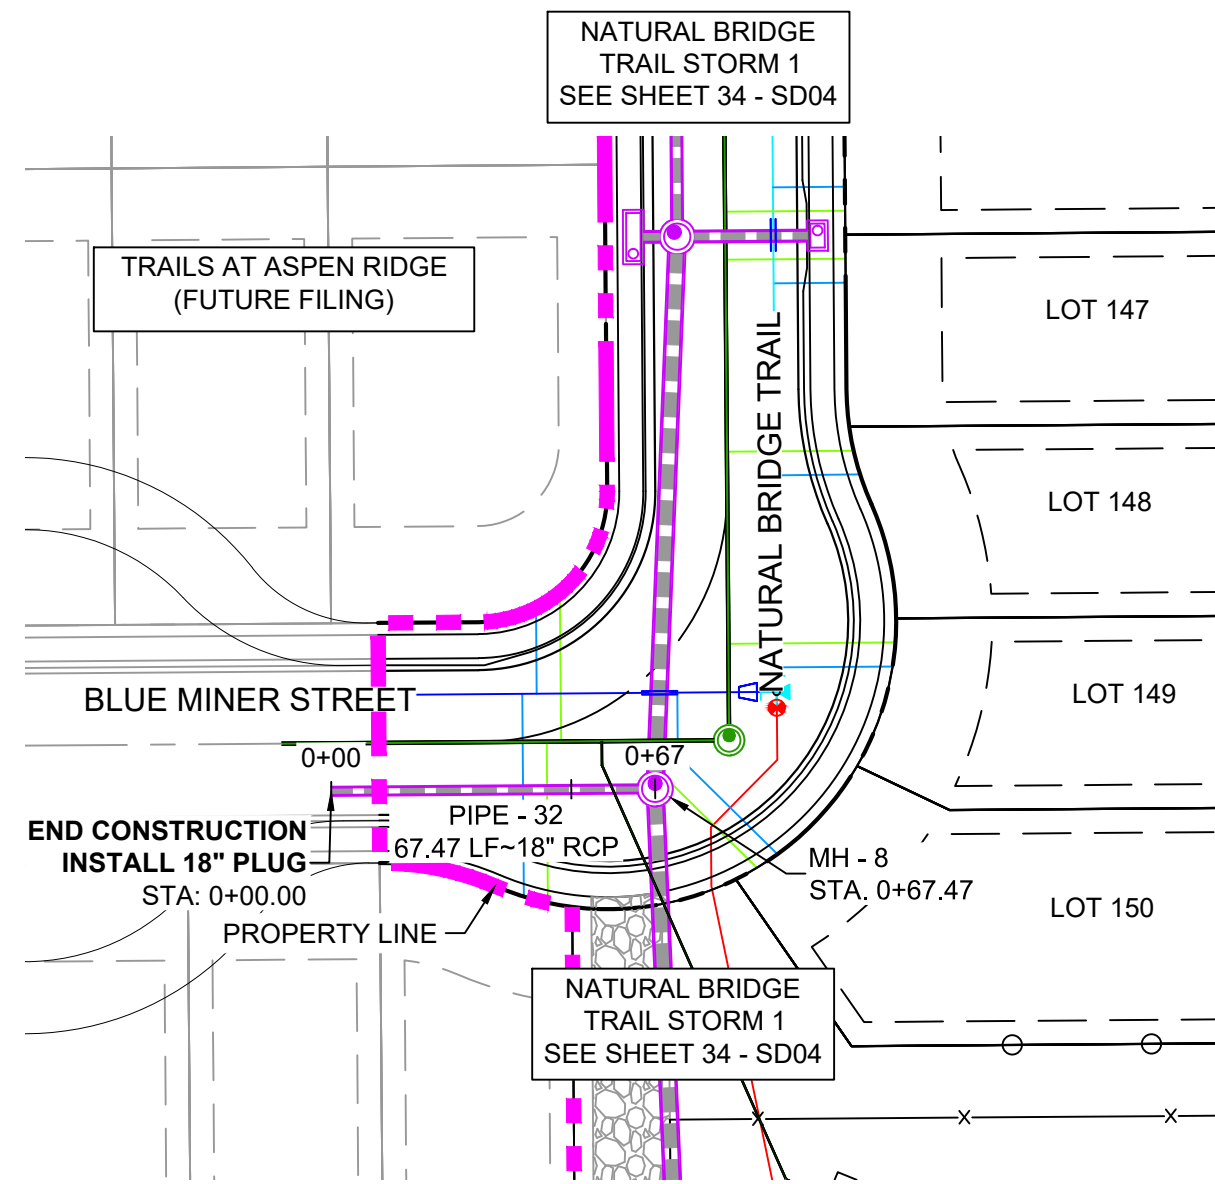 NATURAL BRIDGE
TRAIL STORM 1
SEE SHEET 34 - SD04
TRAILS AT ASPEN RIDGE
(FUTURE FILING)
LOT 147
NATURAL BRIDGE TRAIL
LOT 148
LOT 149
BLUE MINER STREET
0+00
0+67
PIPE - 32
67.47 LF~18" RCP
END CONSTRUCTION
INSTALL 18" PLUG
STA: 0+00.00
MH - 8
STA. 0+67.47
LOT 150
PROPERTY LINE
NATURAL BRIDGE
TRAIL STORM 1
SEE SHEET 34 - SD04